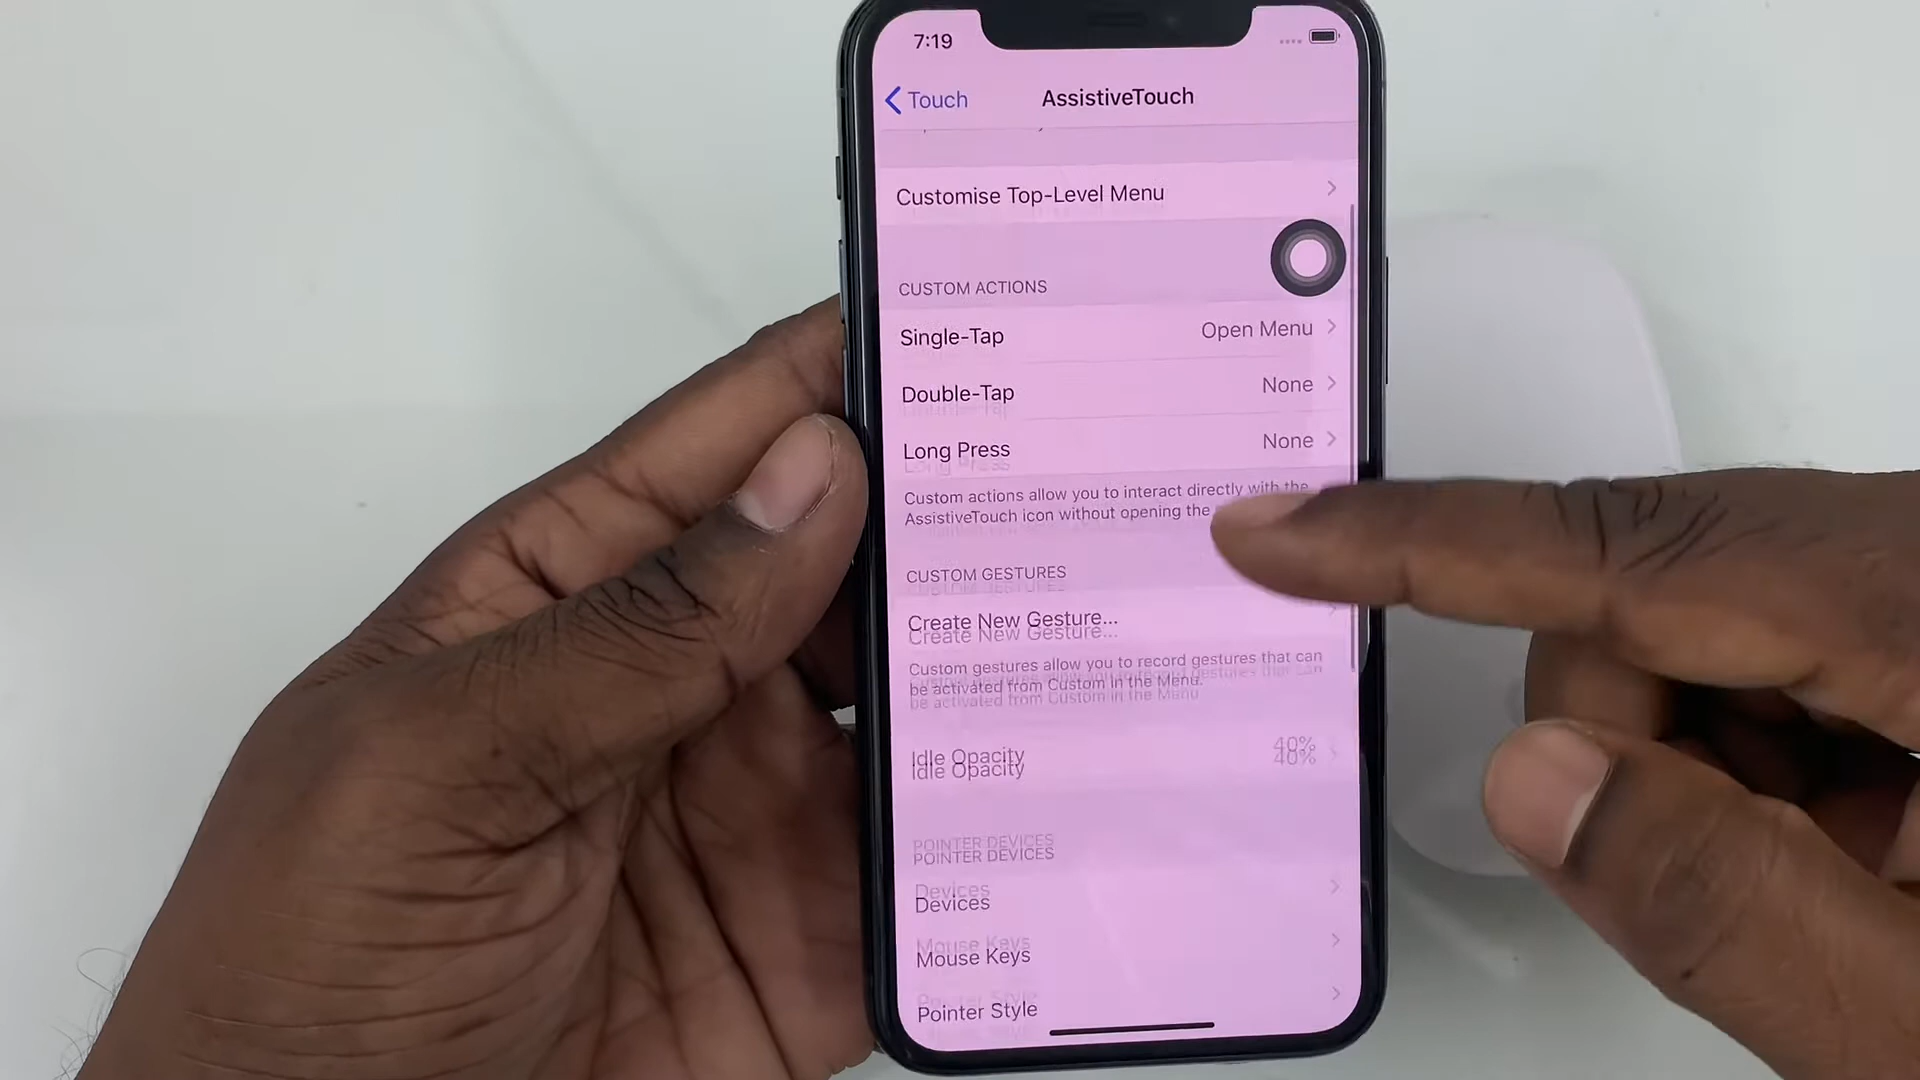 7:19
Touch
AssistiveTouch
Customise Top-Level Menu
CUSTOM ACTIONS
Single-Tap
Open Menu
Double-Tap
None
Long Press
None
Custom actions allow you to interact directly with the
AssistiveTouch icon without opening the
CUSTOM GESTURES
Create New Gesture...
Custom gestures allow you to record gestures that can
be activated from Custom in the Menu.
Idle Opacity
40%
POINTER DEVICES
Devices
Mouse Keys
Pointer Style